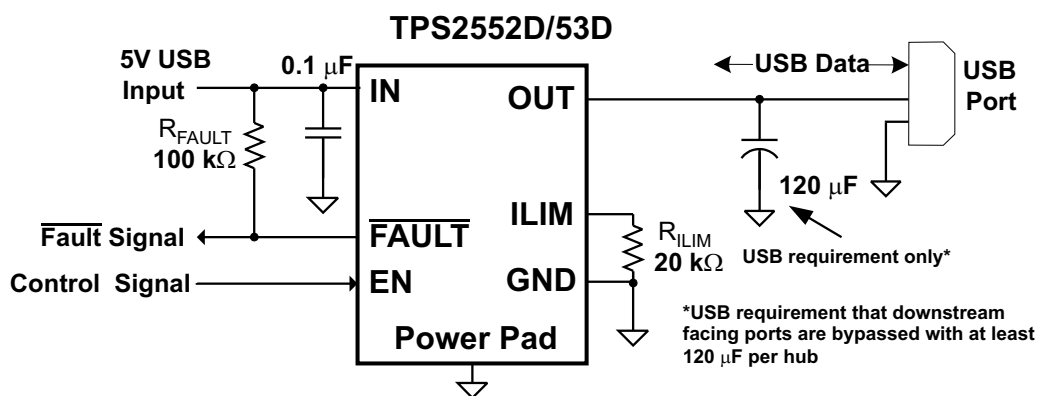 TPS2552D/53D
5V USB
Input
0.1 μF
IN
OUT
USB Data
USB
Port
R_FAULT
100 kΩ
120 μF
ILIM
R_ILIM
20 kΩ
USB requirement only*
Fault Signal
FAULT
Control Signal
EN
GND
*USB requirement that downstream
facing ports are bypassed with at least
120 μF per hub
Power Pad